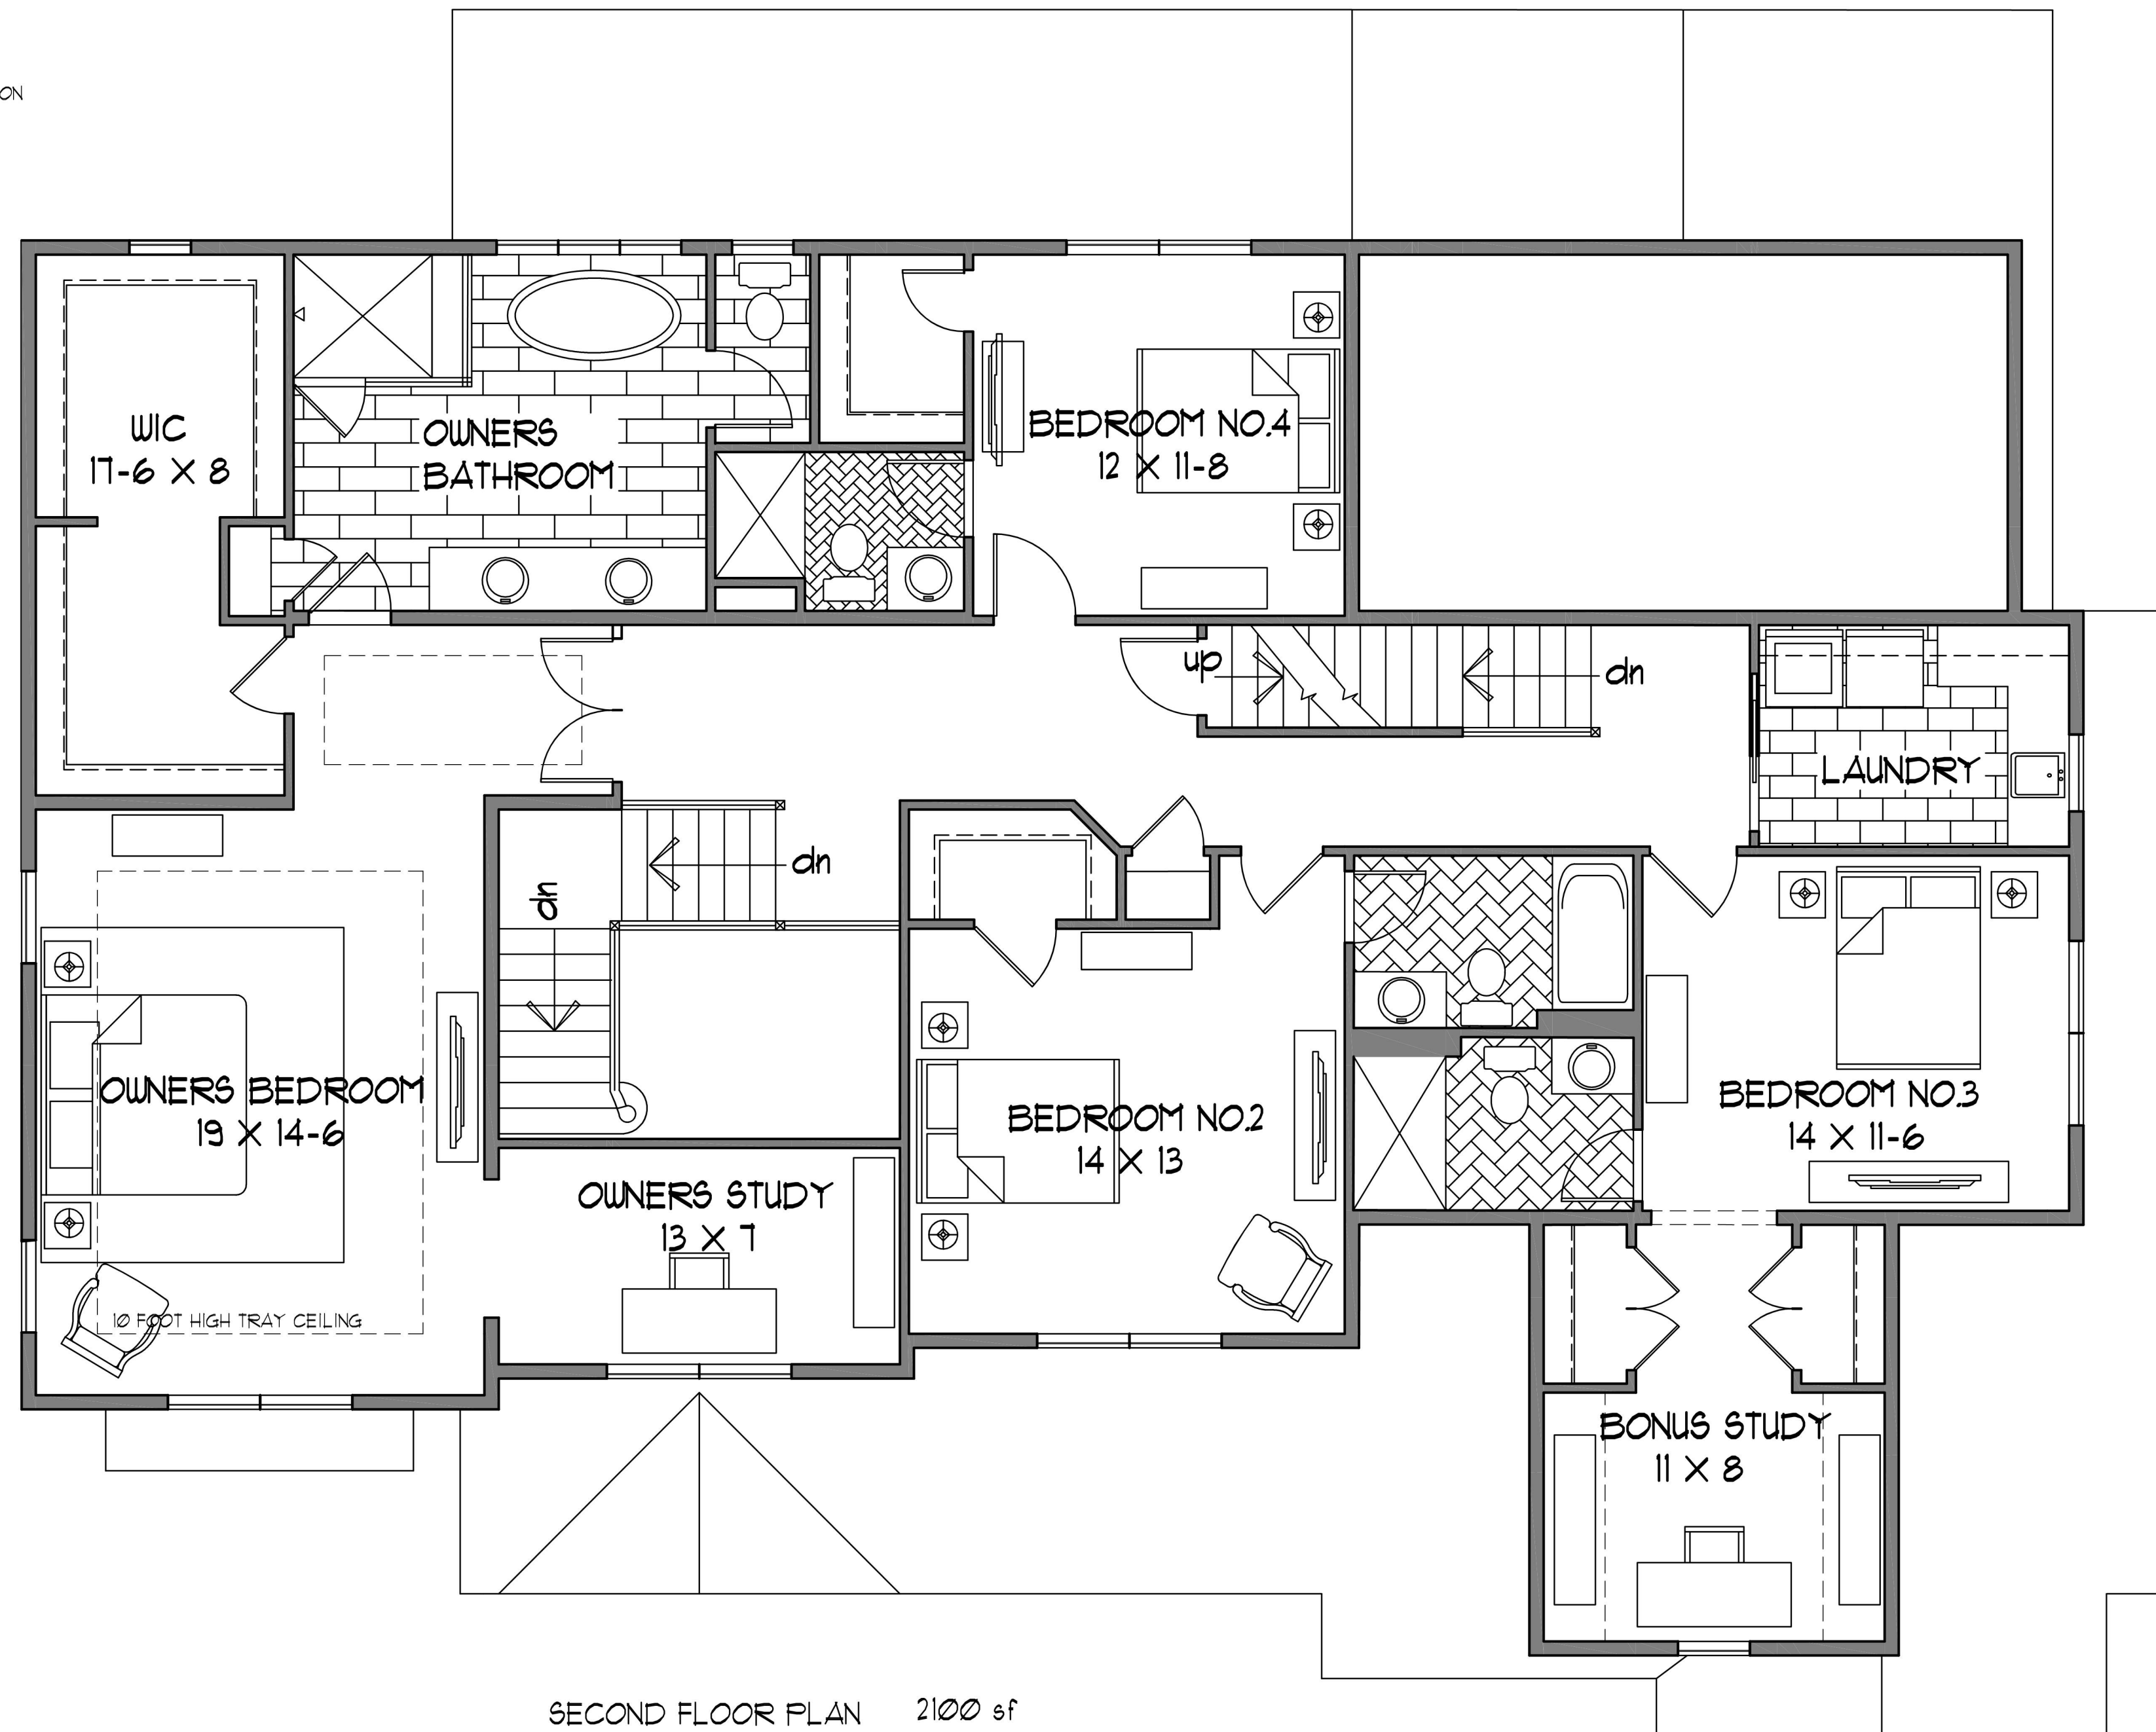 ON
WIC
17-6 X 8
OWNERS
BATHROOM
BEDROOM NO.4
12 X 11-8
up
dn
LAUNDRY
dn
dn
OWNERS BEDROOM
19 X 14-6
10 FOOT HIGH TRAY CEILING
OWNERS STUDY
13 X 7
BEDROOM NO.2
14 X 13
BEDROOM NO.3
14 X 11-6
BONUS STUDY
11 X 8
SECOND FLOOR PLAN 2100 sf